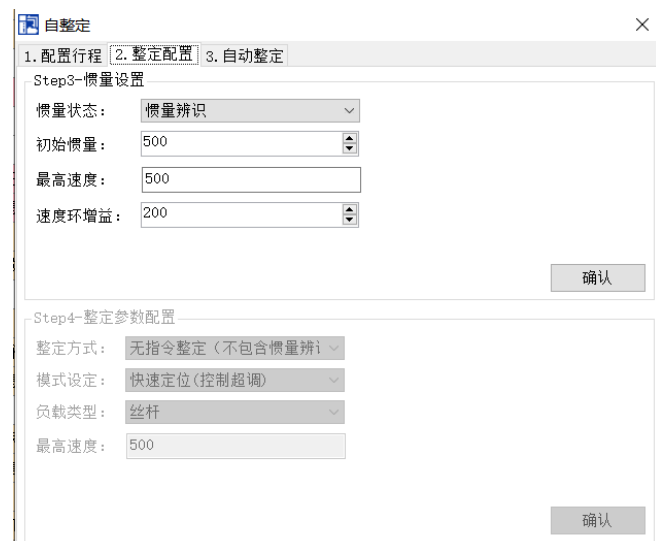 自整定
1.配置行程 2.整定配置 3.自动整定
Step3-惯量设置
惯量状态： 惯量辨识
初始惯量： 500
最高速度： 500
速度环增益： 200
确认
Step4-整定参数配置
整定方式： 无指令整定（不包含惯量辨讠
模式设定： 快速定位(控制超调)
负载类型： 丝杆
最高速度： 500
确认